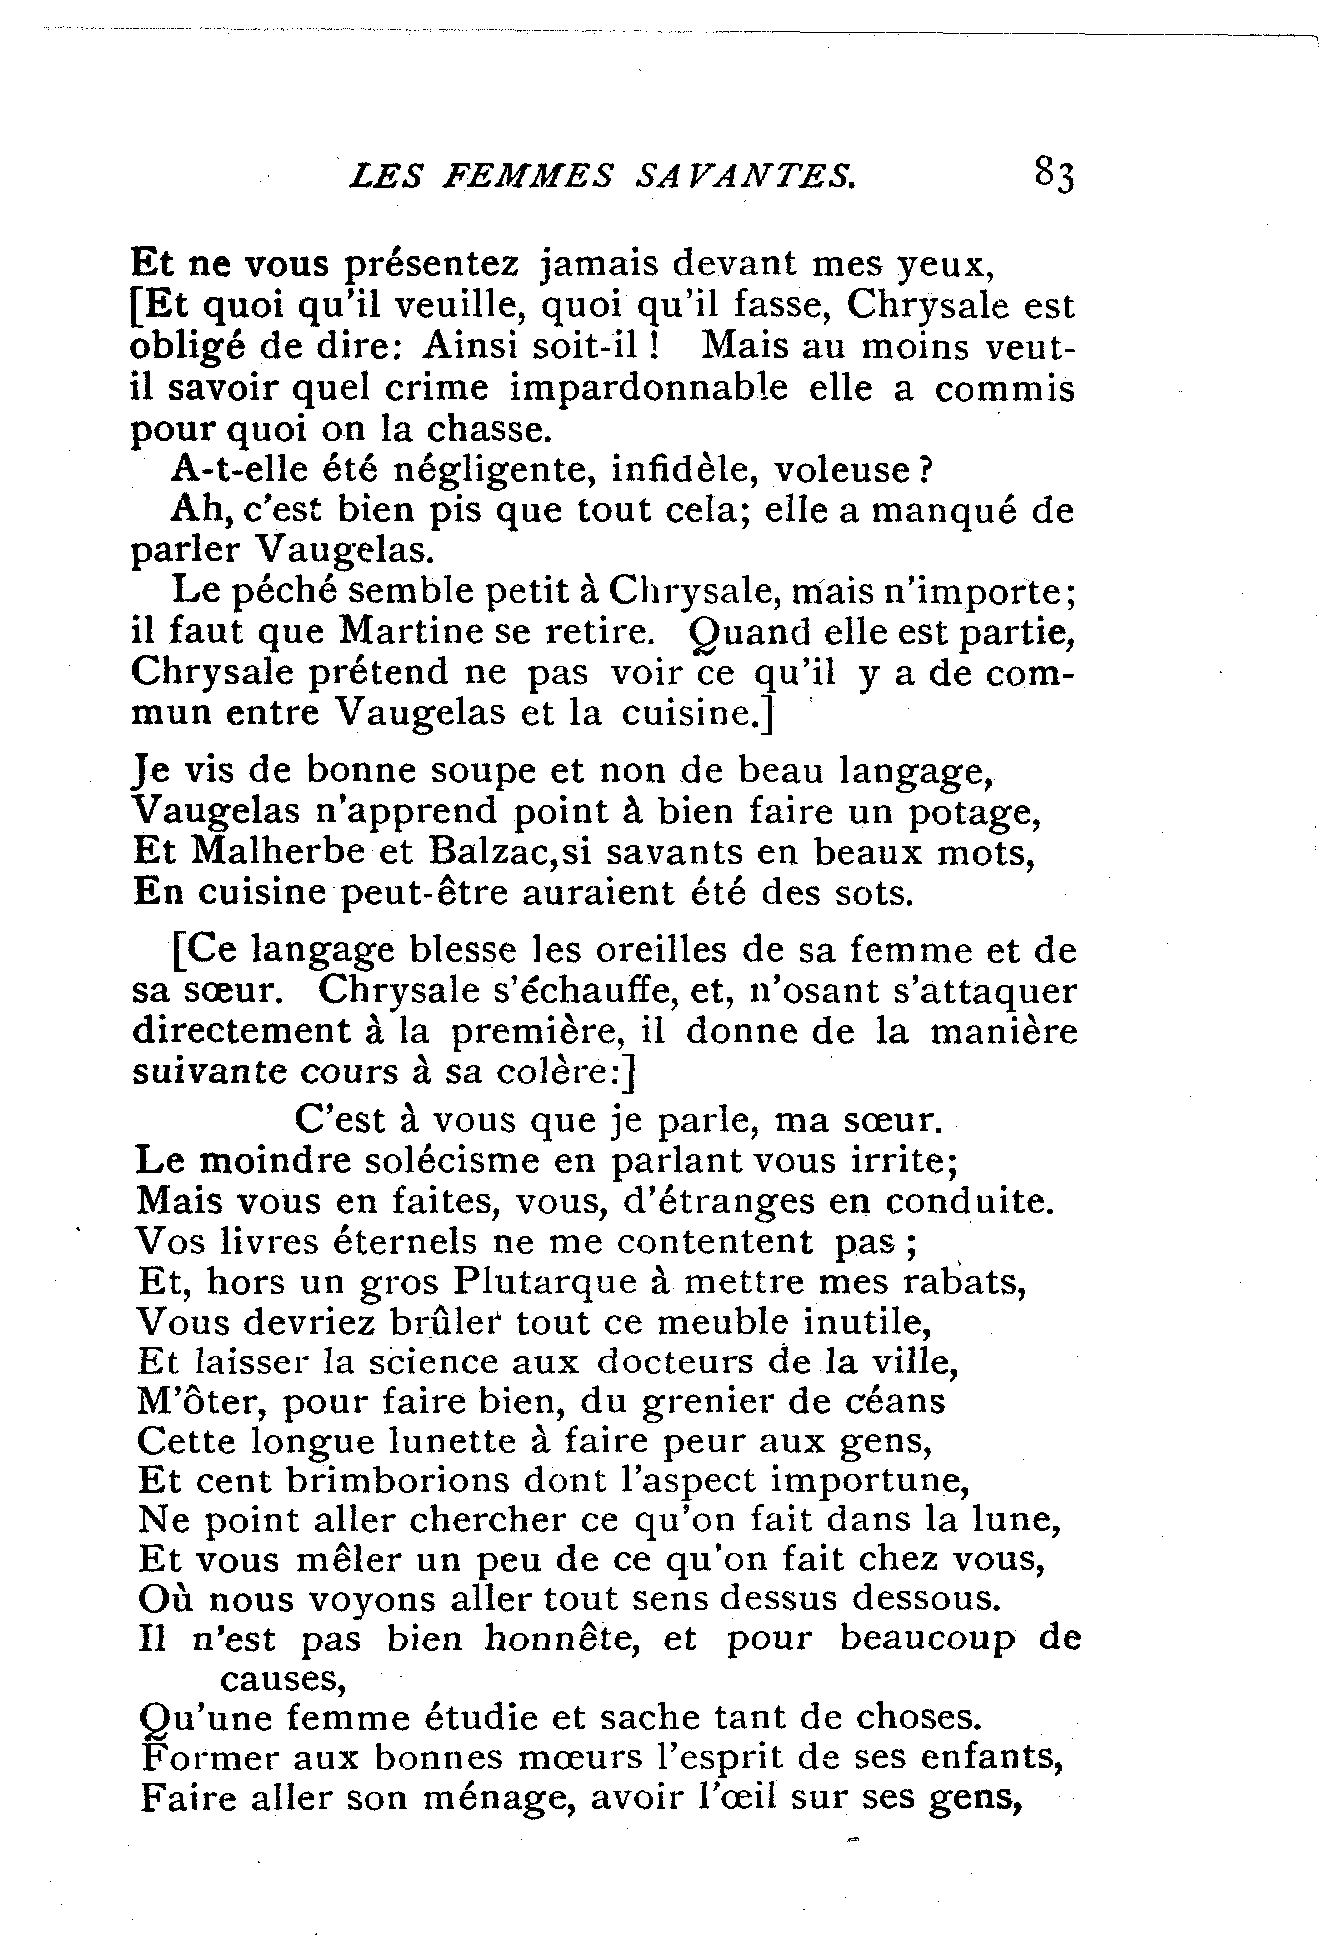 LES FEMMES SAVANTES. 83
Et ne vous présentez jamais devant mes yeux,
[Et quoi qu'il veuille, quoi qu'il fasse, Chrysale est
obligé de dire: Ainsi soit-il ! Mais au moins veut-
il savoir quel crime impardonnable elle a commis
pour quoi on la chasse.
A-t-elle été négligente, infidèle, voleuse ?
Ah, c'est bien pis que tout cela; elle a manqué de
parler Vaugelas.
Le péché semble petit à Chrysale, mais n'importe;
il faut que Martine se retire. Quand elle est partie,
Chrysale prétend ne pas voir ce qu'il y a de com-
mun entre Vaugelas et la cuisine.]
Je vis de bonne soupe et non de beau langage,
Vaugelas n'apprend point à bien faire un potage,
Et Malherbe et Balzac,si savants en beaux mots,
En cuisine peut-être auraient été des sots.
[Ce langage blesse les oreilles de sa femme et de
sa sœur. Chrysale s'échauffe, et, n'osant s'attaquer
directement à la première, il donne de la manière
suivante cours à sa colère:]
C'est à vous que je parle, ma sœur.
Le moindre solécisme en parlant vous irrite;
Mais vous en faites, vous, d'étranges en conduite.
Vos livres éternels ne me contentent pas ;
Et, hors un gros Plutarque à mettre mes rabats,
Vous devriez brûler tout ce meuble inutile,
Et laisser la science aux docteurs de la ville,
M'ôter, pour faire bien, du grenier de céans
Cette longue lunette à faire peur aux gens,
Et cent brimborions dont l'aspect importune,
Ne point aller chercher ce qu'on fait dans la lune,
Et vous mêler un peu de ce qu'on fait chez vous,
Où nous voyons aller tout sens dessus dessous.
Il n'est pas bien honnête, et pour beaucoup de
causes,
Qu'une femme étudie et sache tant de choses.
Former aux bonnes mœurs l'esprit de ses enfants,
Faire aller son ménage, avoir l'œil sur ses gens,